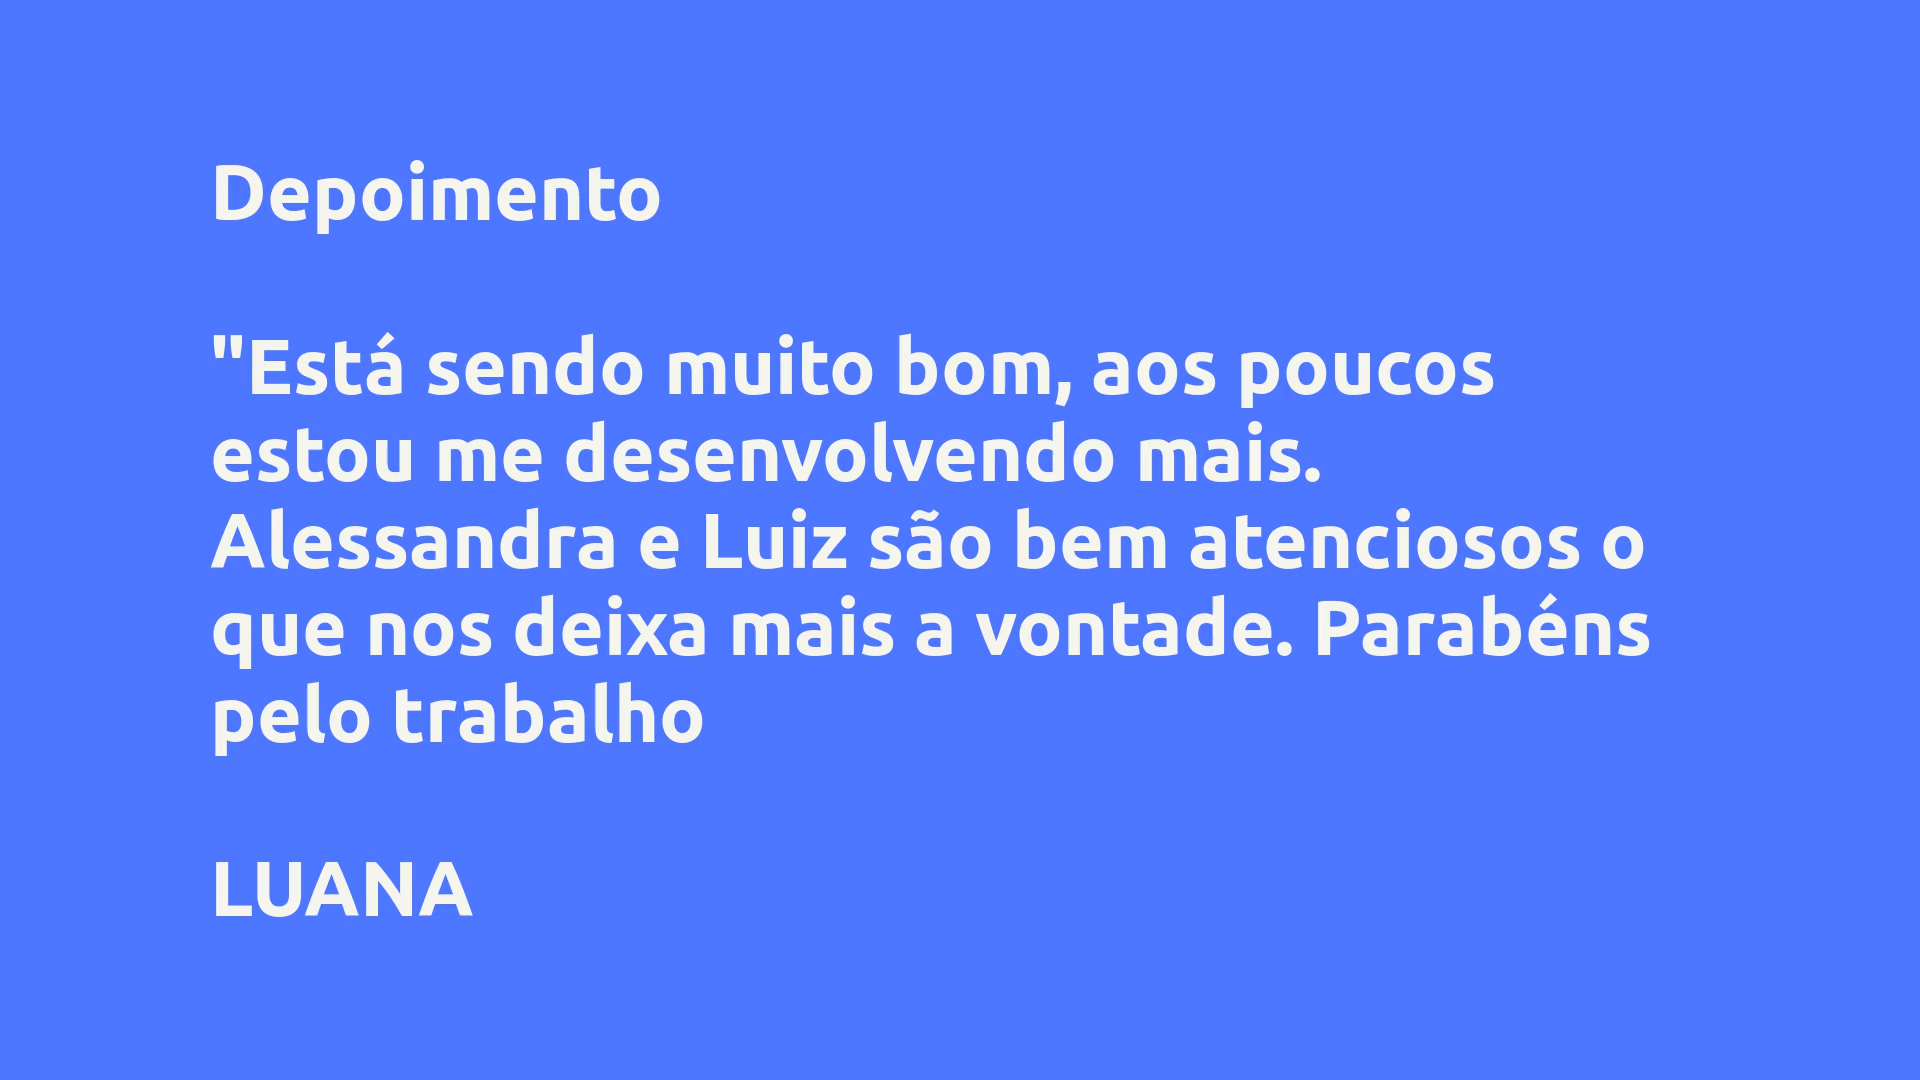 Depoimento
"Está sendo muito bom, aos poucos
estou me desenvolvendo mais.
Alessandra e Luiz são bem atenciosos o
que nos deixa mais a vontade. Parabéns
pelo trabalho
LUANA